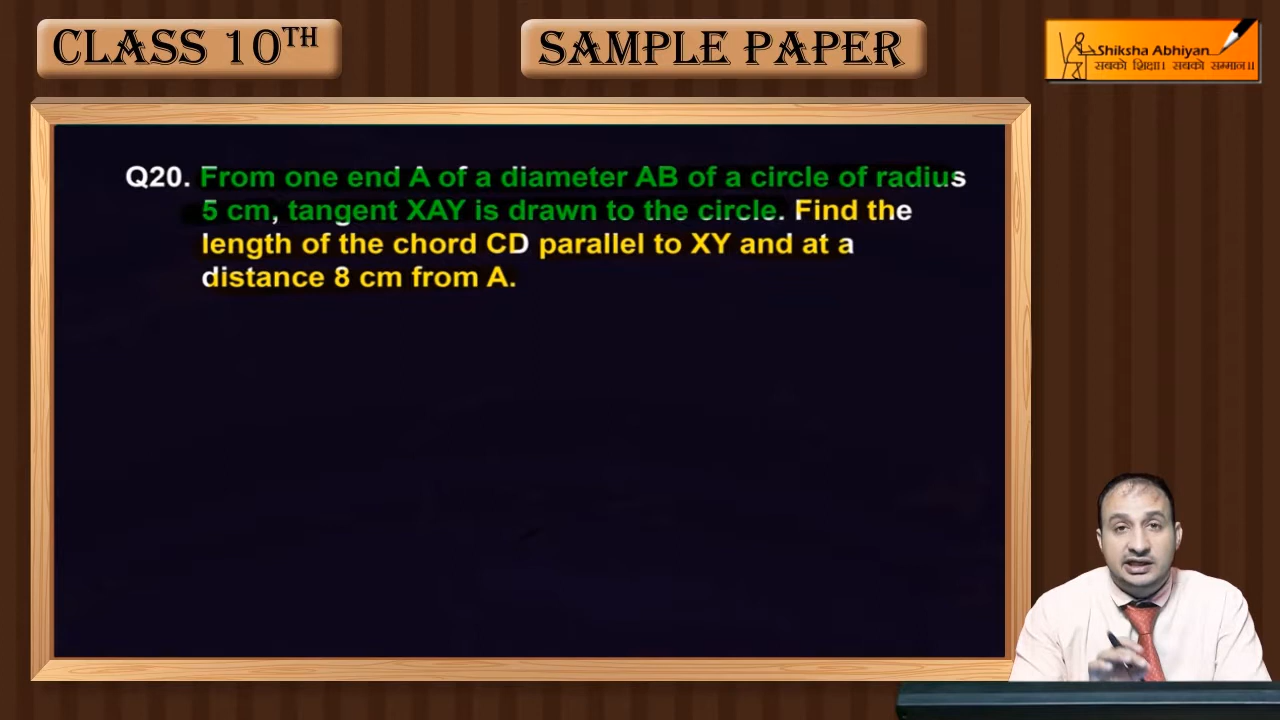 CLASS 10TH
SAMPLE PAPER
Shiksha Abhiyan
सबको शिक्षा। सबको सम्मान॥
Q20. From one end A of a diameter AB of a circle of radius
5 cm, tangent XAY is drawn to the circle. Find the
length of the chord CD parallel to XY and at a
distance 8 cm from A.